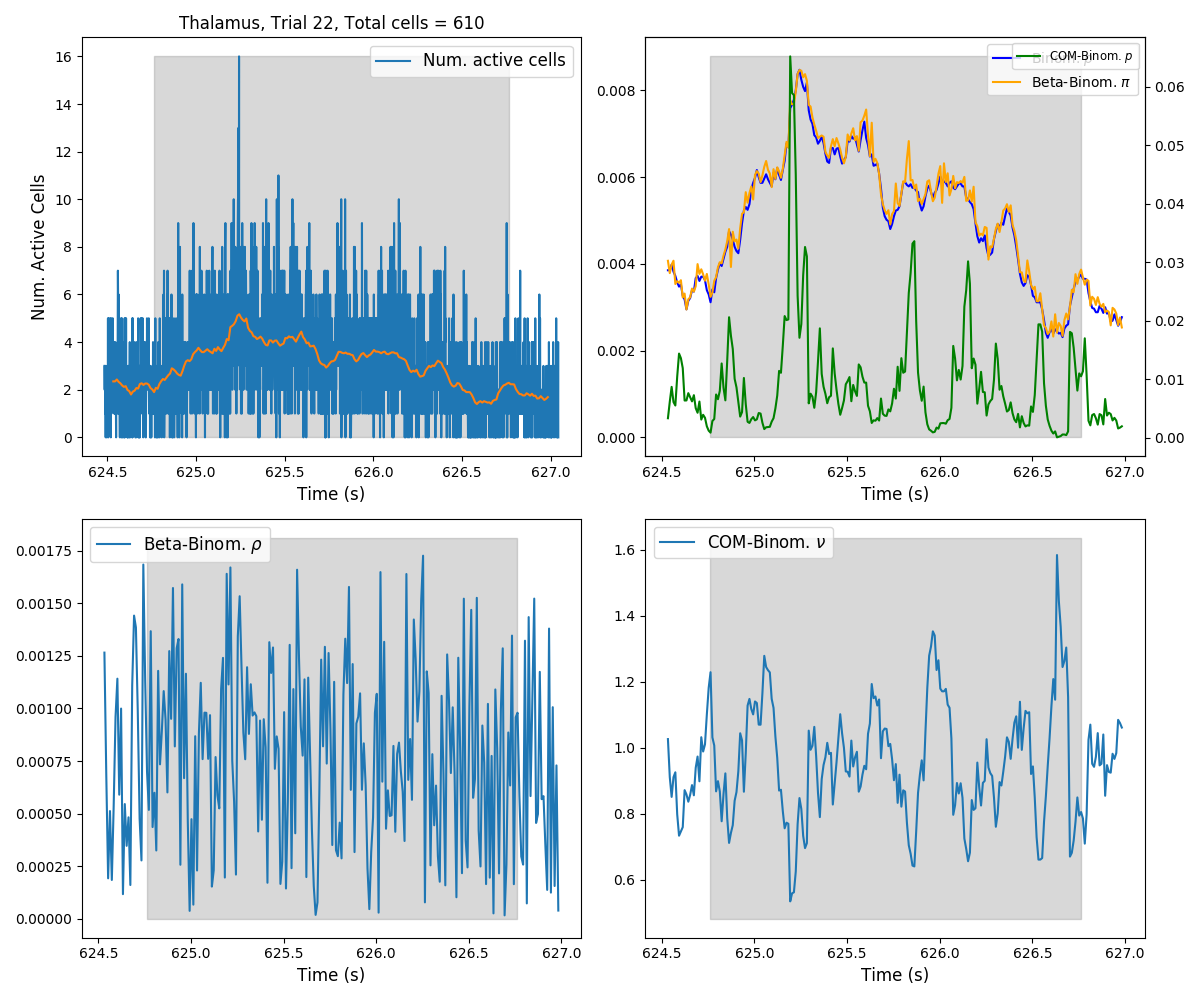 Thalamus, Trial 22, Total cells = 610
Num. active cells
Num. Active Cells
16
14
12
10
8
6
4
2
0
624.5 625.0 625.5 626.0 626.5 627.0
Time (s)
COM-Binom. p
Beta-Binom. π
0.008
0.006
0.004
0.002
0.000
0.06
0.05
0.04
0.03
0.02
0.01
0.00
624.5 625.0 625.5 626.0 626.5 627.0
Time (s)
Beta-Binom. ρ
0.00175
0.00150
0.00125
0.00100
0.00075
0.00050
0.00025
0.00000
624.5 625.0 625.5 626.0 626.5 627.0
Time (s)
COM-Binom. ν
1.6
1.4
1.2
1.0
0.8
0.6
624.5 625.0 625.5 626.0 626.5 627.0
Time (s)